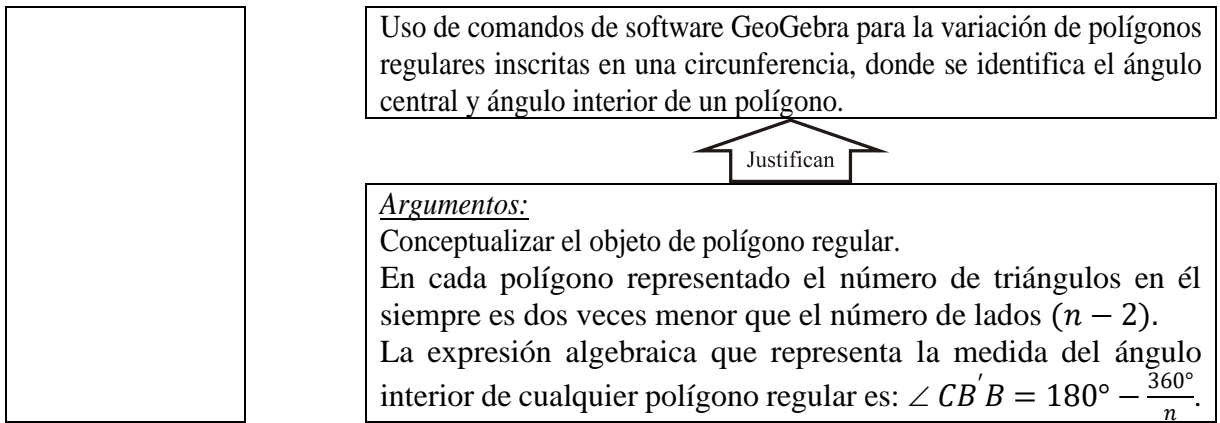 Uso de comandos de software GeoGebra para la variación de polígonos
regulares inscritas en una circunferencia, donde se identifica el ángulo
central y ángulo interior de un polígono.
Justifican
Argumentos:
Conceptualizar el objeto de polígono regular.
En cada polígono representado el número de triángulos en él
siempre es dos veces menor que el número de lados (n − 2).
La expresión algebraica que representa la medida del ángulo
interior de cualquier polígono regular es: ∠ CB′B = 180° − 360°/n.